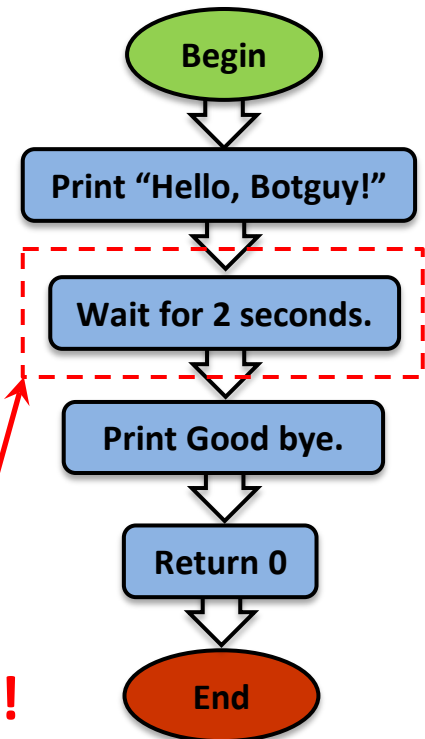 Begin
Print “Hello, Botguy!”
Wait for 2 seconds.
Print Good bye.
Return 0
!
End